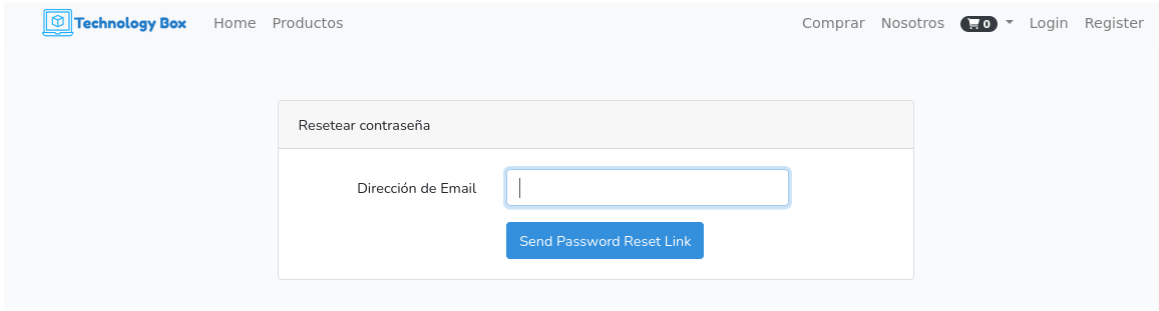 Technology Box Home Productos Comprar Nosotros 0 Login Register
Resetear contraseña
Dirección de Email
Send Password Reset Link